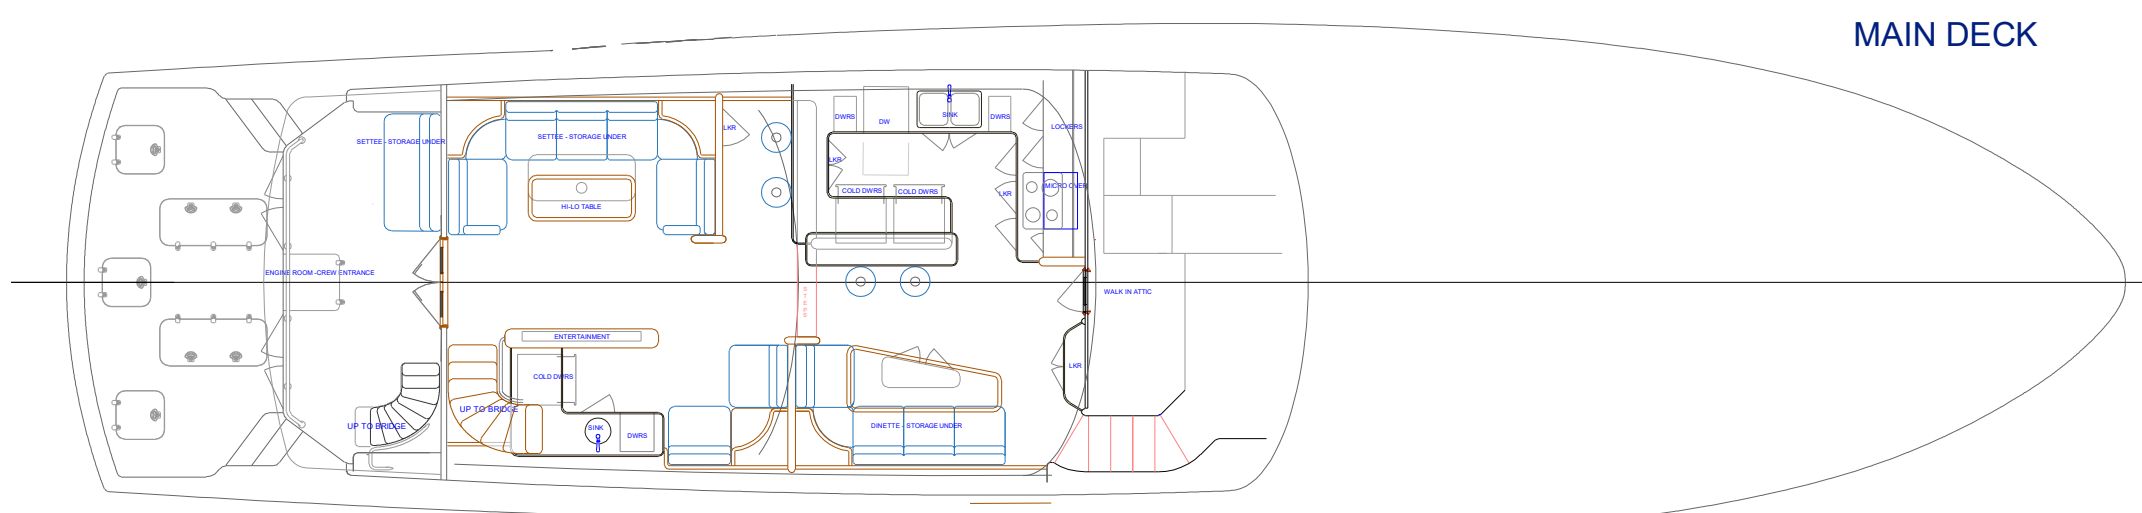 MAIN DECK
SETTEE - STORAGE UNDER
SETTEE - STORAGE UNDER
LKR
DWRS
DW
SINK
DWRS
LOCKERS
LKR
COLD DWRS
COLD DWRS
LKR
MICRO OVER
HI-LO TABLE
ENGINE ROOM -CREW ENTRANCE
STEPS
WALK IN ATTIC
ENTERTAINMENT
COLD DWRS
LKR
UP TO BRIDGE
UP TO BRIDGE
SINK
DWRS
DINETTE - STORAGE UNDER